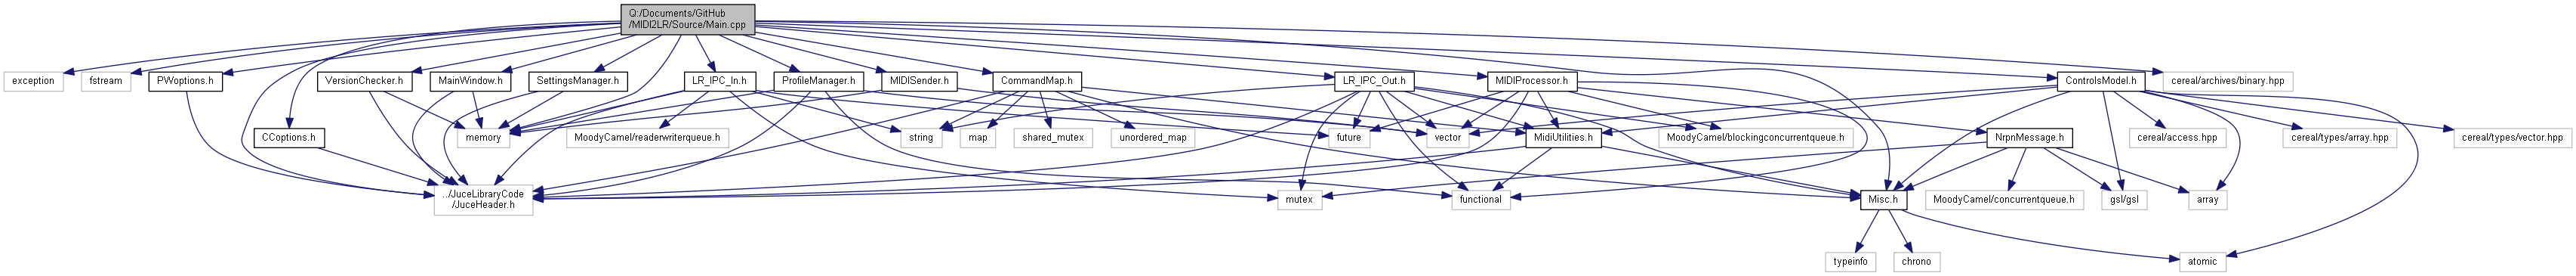 Q:/Documents/GitHub
/MIDI2LR/Source/Main.cpp
exception
fstream
PWoptions.h
VersionChecker.h
MainWindow.h
SettingsManager.h
LR_IPC_In.h
ProfileManager.h
MIDISender.h
CommandMap.h
LR_IPC_Out.h
MIDIProcessor.h
ControlsModel.h
cereal/archives/binary.hpp
CCoptions.h
memory
MoodyCamel/readerwriterqueue.h
string
map
shared_mutex
unordered_map
future
vector
MidiUtilities.h
MoodyCamel/blockingconcurrentqueue.h
NrpnMessage.h
cereal/access.hpp
cereal/types/array.hpp
cereal/types/vector.hpp
../JuceLibraryCode
/JuceHeader.h
mutex
functional
Misc.h
MoodyCamel/concurrentqueue.h
gsl/gsl
array
typeinfo
chrono
atomic